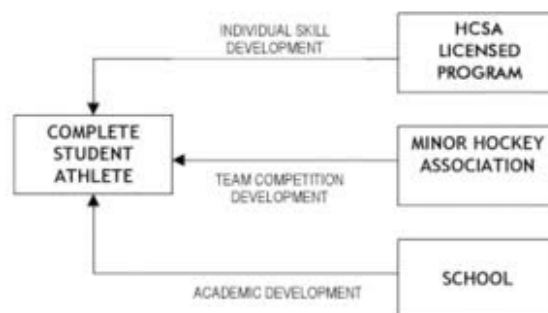 INDIVIDUAL SKILL
DEVELOPMENT
HCSA
LICENSED
PROGRAM
COMPLETE
STUDENT
ATHLETE
MINOR HOCKEY
ASSOCIATION
TEAM COMPETITION
DEVELOPMENT
SCHOOL
ACADEMIC DEVELOPMENT